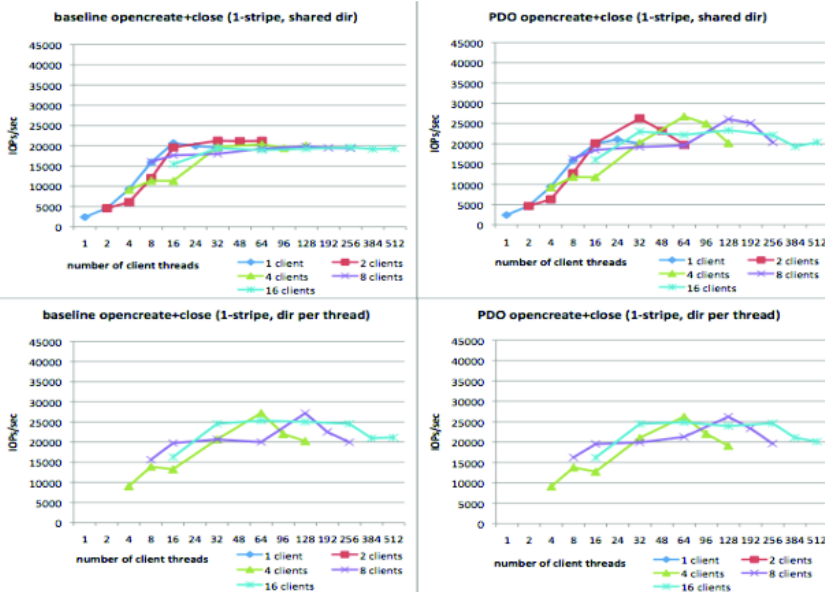 baseline opencreate+close (1-stripe, shared dir)
45000
40000
35000
30000
25000
20000
15000
10000
5000
0
IOPs/sec
1 2 4 8 16 24 32 48 64 96 128 192 256 384 512
number of client threads
1 client
2 clients
4 clients
8 clients
16 clients
PDO opencreate+close (1-stripe, shared dir)
45000
40000
35000
30000
25000
20000
15000
10000
5000
0
IOPs/sec
1 2 4 8 16 24 32 48 64 96 128 192 256 384 512
number of client threads
1 client
2 clients
4 clients
8 clients
16 clients
baseline opencreate+close (1-stripe, dir per thread)
45000
40000
35000
30000
25000
20000
15000
10000
5000
0
IOPs/sec
1 2 4 8 16 24 32 48 64 96 128 192 256 384 512
number of client threads
1 client
2 clients
4 clients
8 clients
16 clients
PDO opencreate+close (1-stripe, dir per thread)
45000
40000
35000
30000
25000
20000
15000
10000
5000
0
IOPs/sec
1 2 4 8 16 24 32 48 64 96 128 192 256 384 512
number of client threads
1 client
2 clients
4 clients
8 clients
16 clients